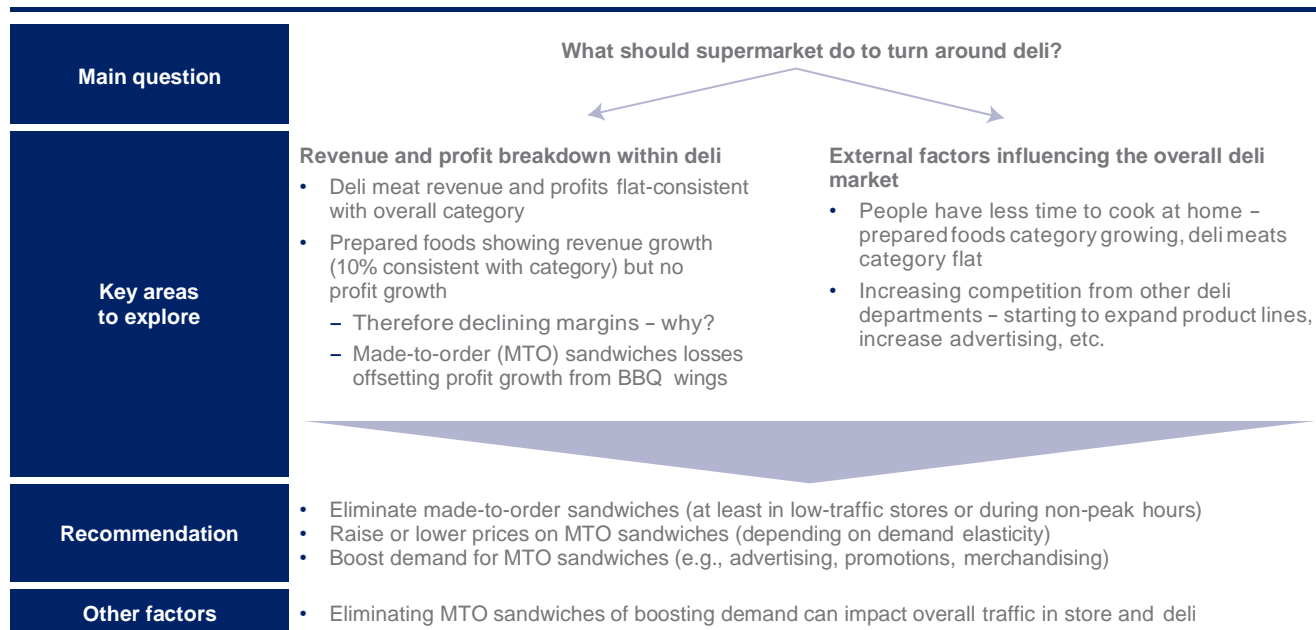 Main question
What should supermarket do to turn around deli?
Key areas
to explore
Revenue and profit breakdown within deli
• Deli meat revenue and profits flat-consistent
with overall category
• Prepared foods showing revenue growth
(10% consistent with category) but no
profit growth
– Therefore declining margins – why?
– Made-to-order (MTO) sandwiches losses
offsetting profit growth from BBQ wings
External factors influencing the overall deli
market
• People have less time to cook at home –
prepared foods category growing, deli meats
category flat
• Increasing competition from other deli
departments – starting to expand product lines,
increase advertising, etc.
Recommendation
• Eliminate made-to-order sandwiches (at least in low-traffic stores or during non-peak hours)
• Raise or lower prices on MTO sandwiches (depending on demand elasticity)
• Boost demand for MTO sandwiches (e.g., advertising, promotions, merchandising)
Other factors
• Eliminating MTO sandwiches of boosting demand can impact overall traffic in store and deli